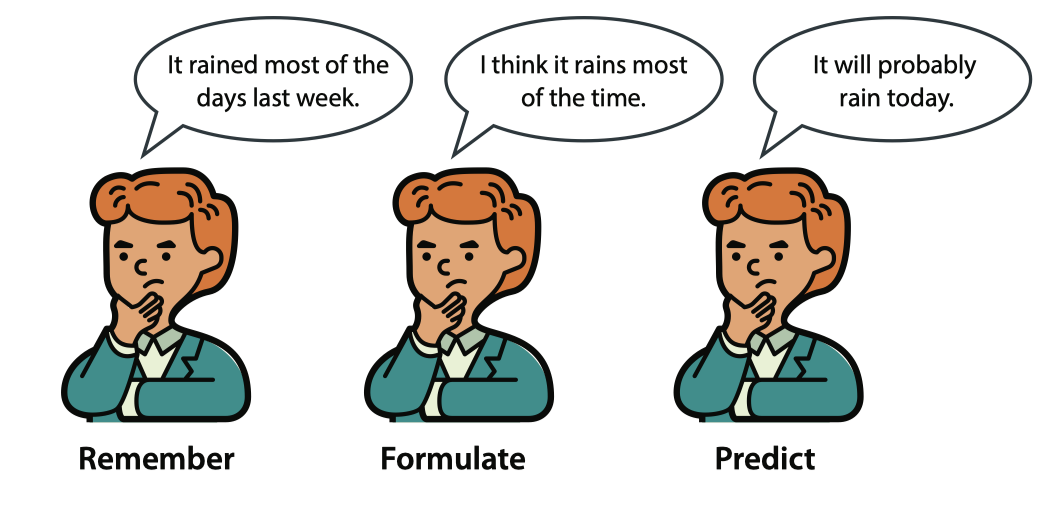 It rained most of the
days last week.
I think it rains most
of the time.
It will probably
rain today.
Remember
Formulate
Predict